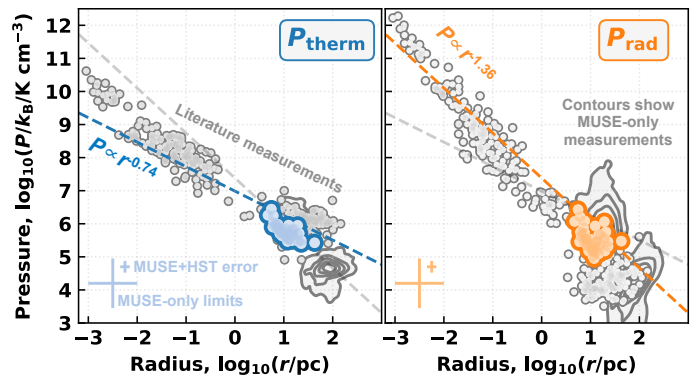 Pressure, log₁₀(P/k_B/K cm⁻³)
12
11
10
9
8
7
6
5
4
3
P_therm
Literature measurements
P ∝ r^-0.74
+ MUSE+HST error
MUSE-only limits
−3 −2 −1 0 1 2
Radius, log₁₀(r/pc)
P_rad
P ∝ r^-1.36
Contours show
MUSE-only
measurements
+
−3 −2 −1 0 1 2
Radius, log₁₀(r/pc)